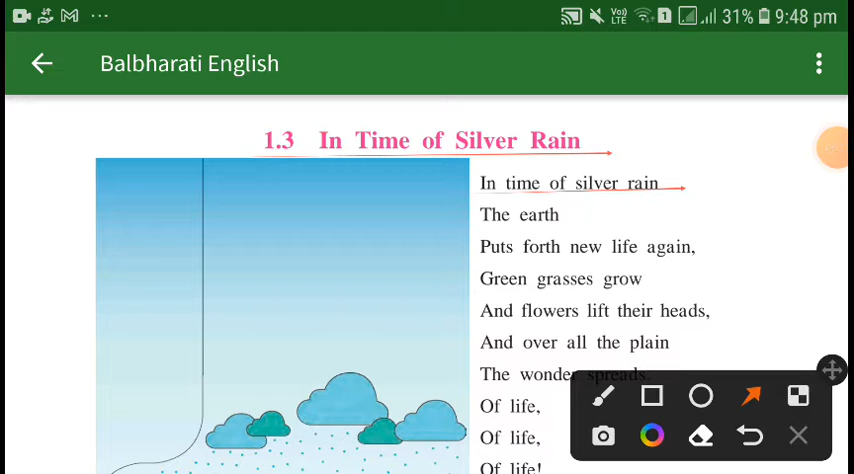 VoLTE 1 31% 9:48 pm
Balbharati English
1.3 In Time of Silver Rain
In time of silver rain
The earth
Puts forth new life again,
Green grasses grow
And flowers lift their heads,
And over all the plain
The wonder spreads.
Of life,
Of life,
Of life!